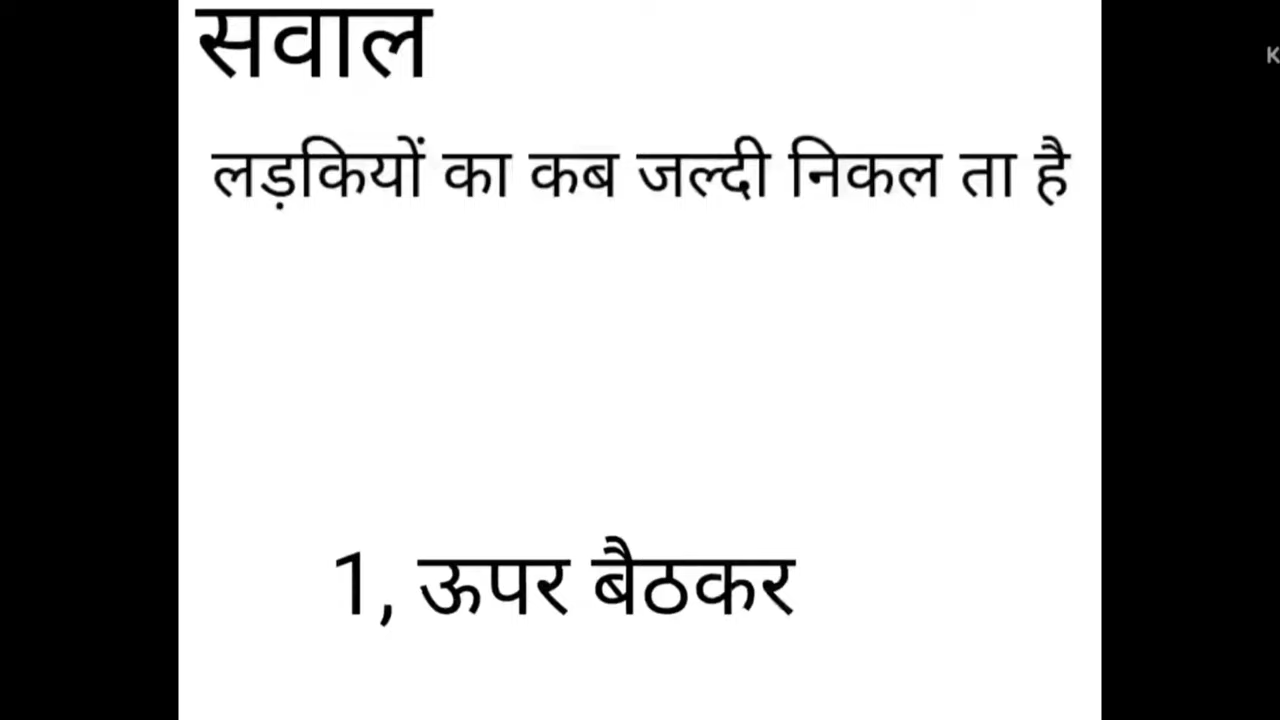 सवाल
लड़कियों का कब जल्दी निकल ता है
1, ऊपर बैठकर
K